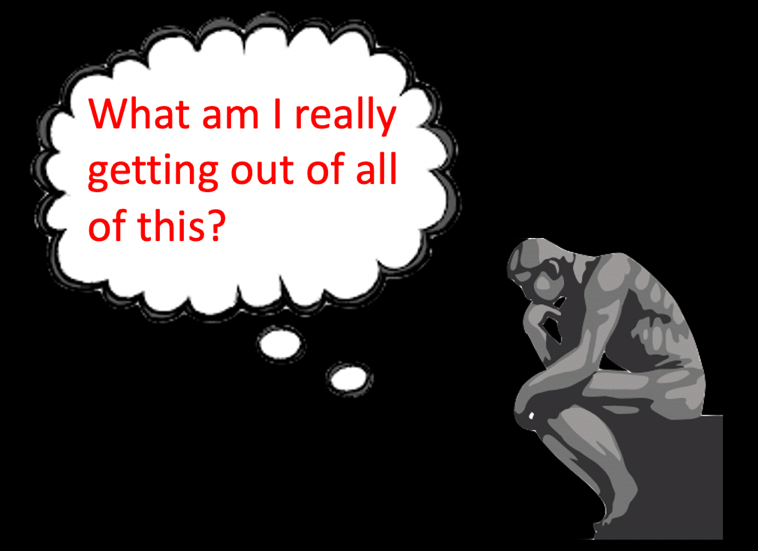 What am I really
getting out of all
of this?